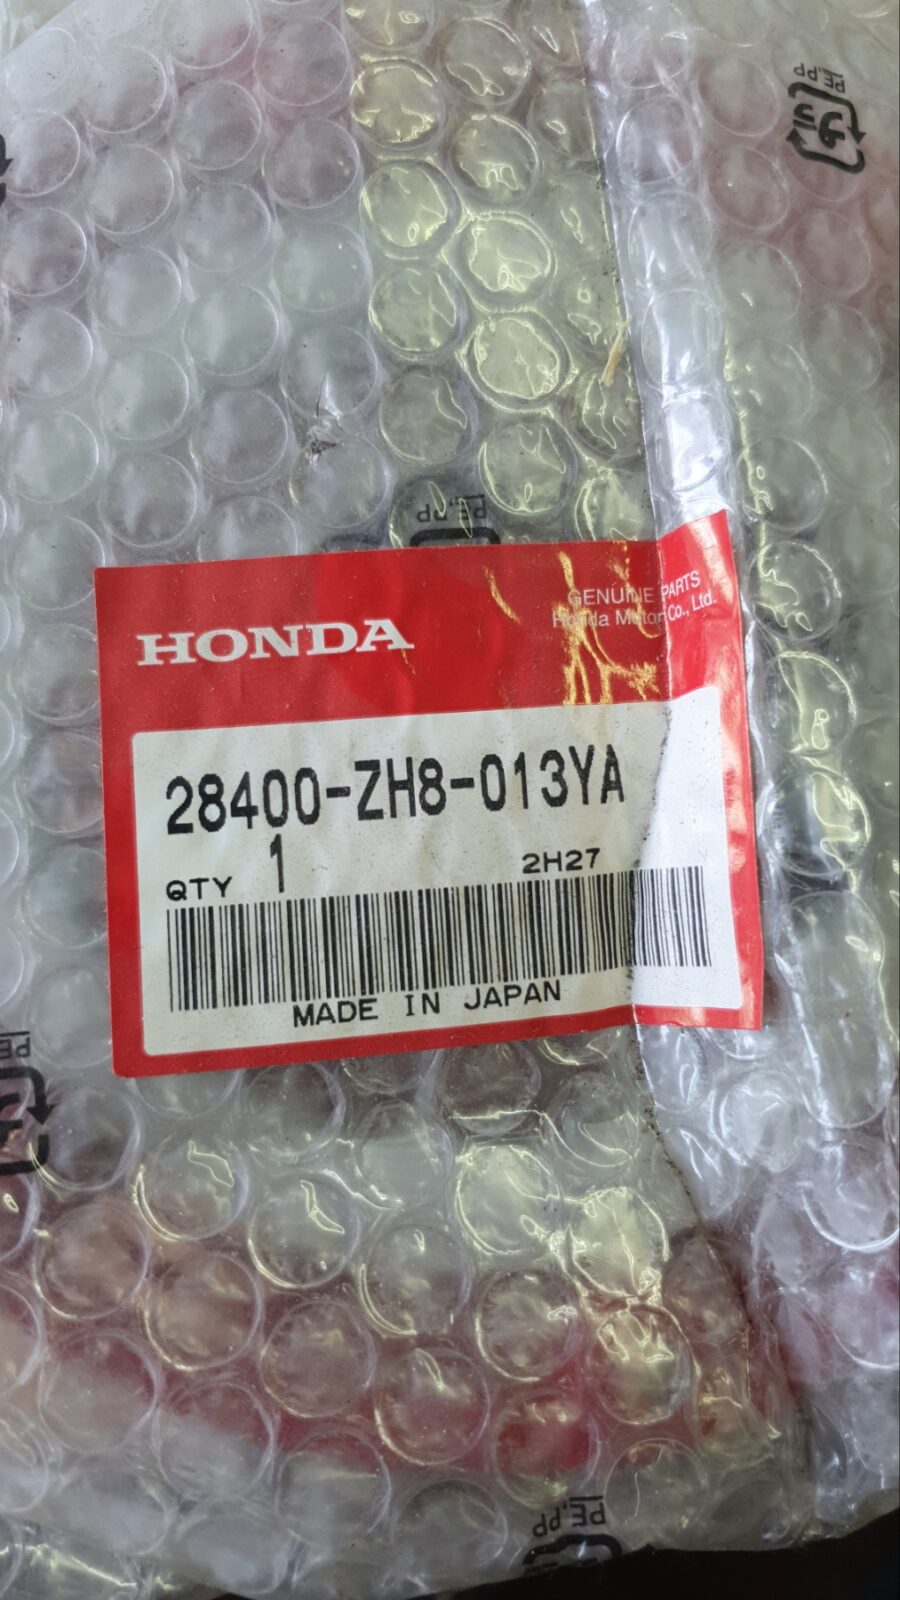 PE,PP
PE,PP
HONDA
GENUINE PARTS
Honda Motor Co., Ltd.
28400-ZH8-013YA
QTY 1 2H27
MADE IN JAPAN
PE
PE,PP